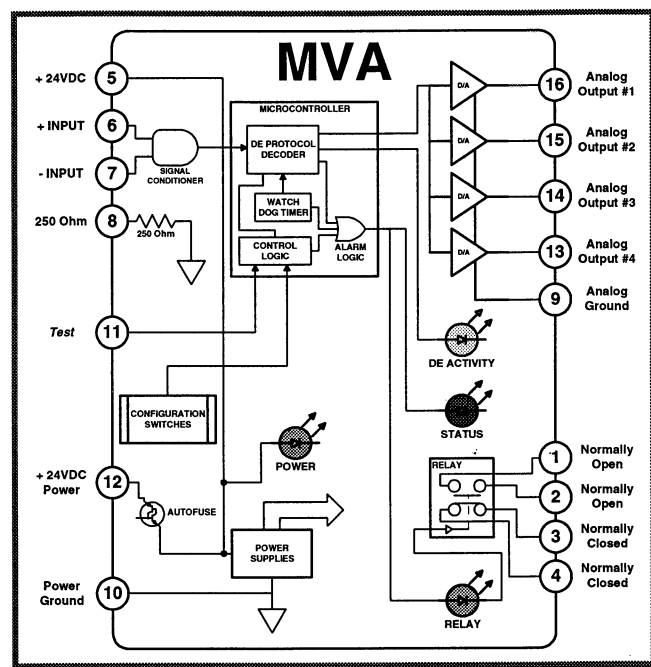 MVA
+ 24VDC
5
+ INPUT
6
- INPUT
7
SIGNAL
CONDITIONER
250 Ohm
8
250 Ohm
Test
11
CONFIGURATION
SWITCHES
+ 24VDC
Power
12
AUTOFUSE
Power
Ground
10
POWER
SUPPLIES
POWER
MICROCONTROLLER
DE PROTOCOL
DECODER
WATCH
DOG TIMER
CONTROL
LOGIC
ALARM
LOGIC
D/A
16
Analog
Output #1
D/A
15
Analog
Output #2
D/A
14
Analog
Output #3
D/A
13
Analog
Output #4
9
Analog
Ground
DE ACTIVITY
STATUS
RELAY
1
Normally
Open
2
Normally
Open
3
Normally
Closed
4
Normally
Closed
RELAY